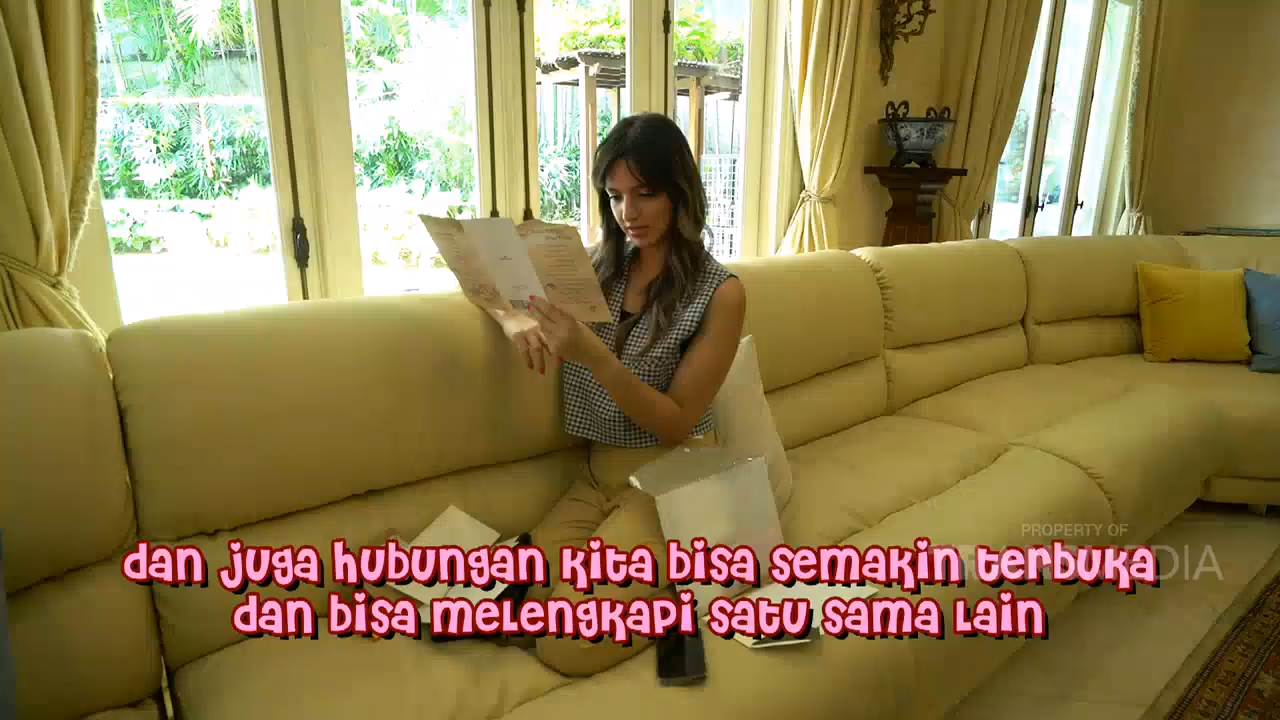 dan juga hubungan kita bisa semakin terbuka
dan bisa melengkapi satu sama lain
PROPERTY OF